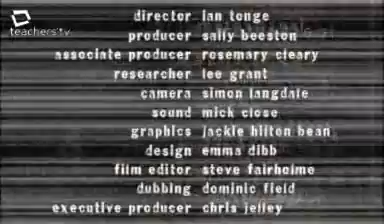 director ian tonge
teachers:tv
producer sally beeston
associate producer rosemary cleary
researcher lee grant
camera simon langdale
sound mick close
graphics jackie hilton bean
design emma dibb
film editor steve fairholme
dubbing dominic field
executive producer chris jelley